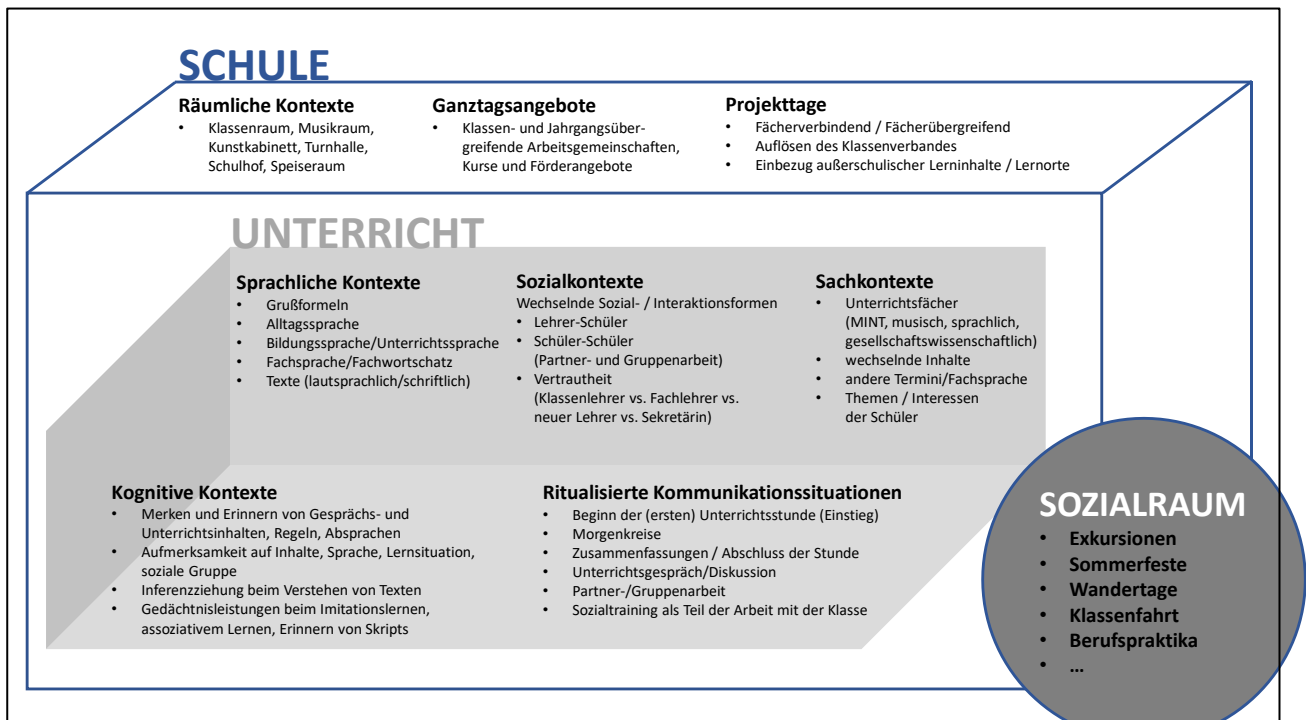 SCHULE
Räumliche Kontexte
• Klassenraum, Musikraum,
Kunstkabinett, Turnhalle,
Schulhof, Speiseraum
Ganztagsangebote
• Klassen- und Jahrgangsüber-
greifende Arbeitsgemeinschaften,
Kurse und Förderangebote
Projekttage
• Fächerverbindend / Fächerübergreifend
• Auflösen des Klassenverbandes
• Einbezug außerschulischer Lerninhalte / Lernorte
UNTERRICHT
Sprachliche Kontexte
• Grußformeln
• Alltagssprache
• Bildungssprache/Unterrichtssprache
• Fachsprache/Fachwortschatz
• Texte (lautsprachlich/schriftlich)
Sozialkontexte
Wechselnde Sozial- / Interaktionsformen
• Lehrer-Schüler
• Schüler-Schüler
(Partner- und Gruppenarbeit)
• Vertrautheit
(Klassenlehrer vs. Fachlehrer vs.
neuer Lehrer vs. Sekretärin)
Sachkontexte
• Unterrichtsfächer
(MINT, musisch, sprachlich,
gesellschaftswissenschaftlich)
• wechselnde Inhalte
• andere Termini/Fachsprache
• Themen / Interessen
der Schüler
Kognitive Kontexte
• Merken und Erinnern von Gesprächs- und
Unterrichtsinhalten, Regeln, Absprachen
• Aufmerksamkeit auf Inhalte, Sprache, Lernsituation,
soziale Gruppe
• Inferenzziehung beim Verstehen von Texten
• Gedächtnisleistungen beim Imitationslernen,
assoziativem Lernen, Erinnern von Skripts
Ritualisierte Kommunikationssituationen
• Beginn der (ersten) Unterrichtsstunde (Einstieg)
• Morgenkreise
• Zusammenfassungen / Abschluss der Stunde
• Unterrichtsgespräch/Diskussion
• Partner-/Gruppenarbeit
• Sozialtraining als Teil der Arbeit mit der Klasse
SOZIALRAUM
• Exkursionen
• Sommerfeste
• Wandertage
• Klassenfahrt
• Berufspraktika
• ...